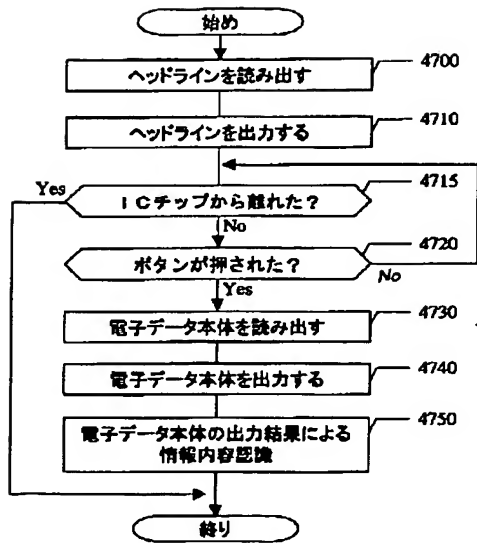 始め
ヘッドラインを読み出す
4700
ヘッドラインを出力する
4710
Yes
ICチップから離れた?
4715
No
ボタンが押された?
4720
No
Yes
電子データ本体を読み出す
4730
電子データ本体を出力する
4740
電子データ本体の出力結果による
情報内容認識
4750
終り